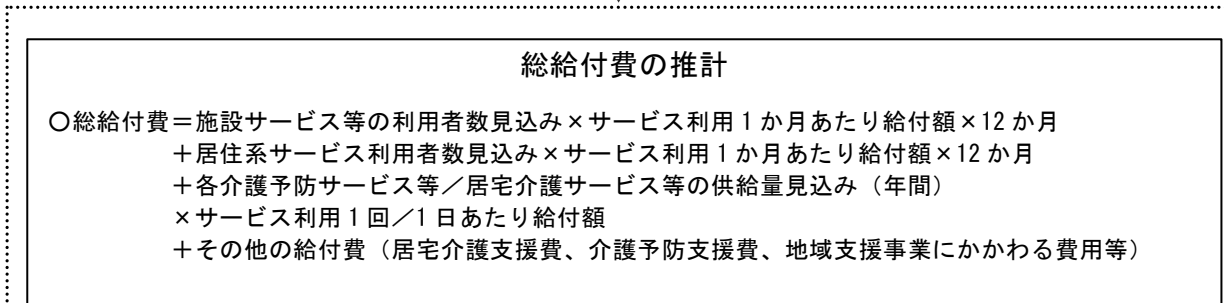 総給付費の推計
○総給付費＝施設サービス等の利用者数見込み×サービス利用1か月あたり給付額×12か月
＋居住系サービス利用者数見込み×サービス利用1か月あたり給付額×12か月
＋各介護予防サービス等／居宅介護サービス等の供給量見込み（年間）
×サービス利用1回／1日あたり給付額
＋その他の給付費（居宅介護支援費、介護予防支援費、地域支援事業にかかわる費用等）